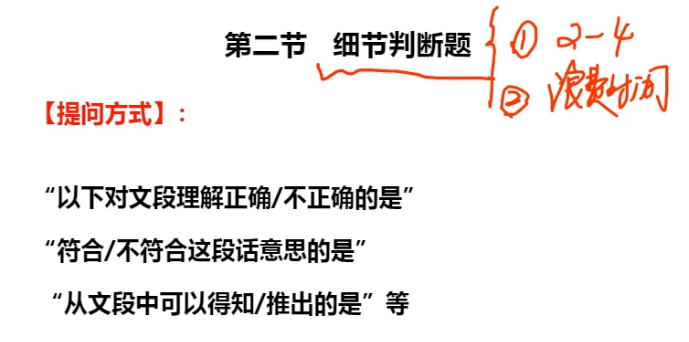 第二节 细节判断题 ① 2-4
② 浪费时间
【提问方式】:
“以下对文段理解正确/不正确的是”
“符合/不符合这段话意思的是”
“从文段中可以得知/推出的是”等